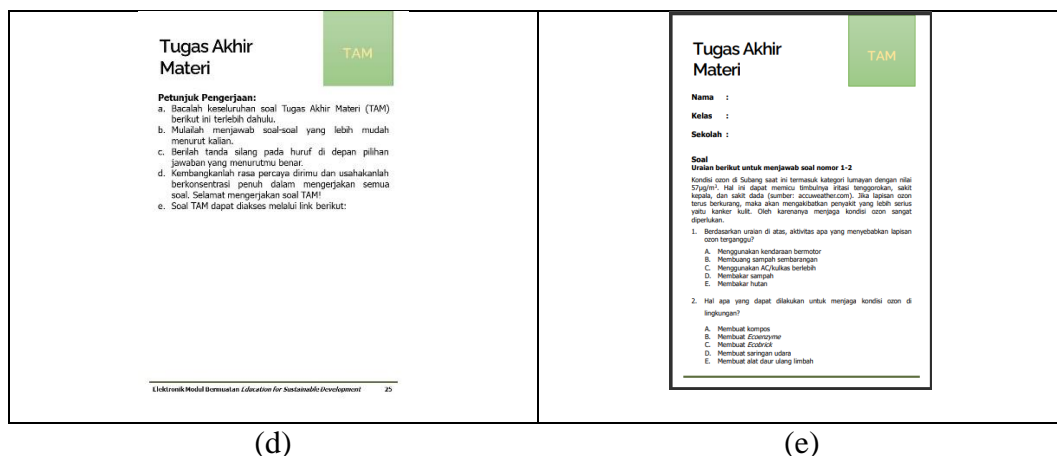 Tugas Akhir
Materi
TAM
Petunjuk Pengerjaan:
a. Bacalah keseluruhan soal Tugas Akhir Materi (TAM)
berikut ini terlebih dahulu.
b. Mulailah menjawab soal-soal yang lebih mudah
menurut kalian.
c. Berilah tanda silang pada huruf di depan pilihan
jawaban yang menurutmu benar.
d. Kembangkanlah rasa percaya dirimu dan usahakanlah
berkonsentrasi penuh dalam mengerjakan semua
soal. Selamat mengerjakan soal TAM!
e. Soal TAM dapat diakses melalui link berikut:
Elektronik Modul Bermuatan Education for Sustainable Development 25
(d)
Tugas Akhir
Materi
TAM
Nama :
Kelas :
Sekolah :
Soal
Uraian berikut untuk menjawab soal nomor 1-2
Kondisi ozon di Subang saat ini termasuk kategori lumayan dengan nilai
57µg/m³. Hal ini dapat memicu timbulnya iritasi tenggorokan, sakit
kepala, dan sakit dada (sumber: accuweather.com). Jika lapisan ozon
terus berkurang, maka akan mengakibatkan penyakit yang lebih serius
yaitu kanker kulit. Oleh karenanya menjaga kondisi ozon sangat
diperlukan.
1. Berdasarkan uraian di atas, aktivitas apa yang menyebabkan lapisan
ozon terganggu?
A. Menggunakan kendaraan bermotor
B. Membuang sampah sembarangan
C. Menggunakan AC/kulkas berlebih
D. Membakar sampah
E. Membakar hutan
2. Hal apa yang dapat dilakukan untuk menjaga kondisi ozon di
lingkungan?
A. Membuat kompos
B. Membuat Ecoenzyme
C. Membuat Ecobrick
D. Membuat saringan udara
E. Membuat alat daur ulang limbah
(e)